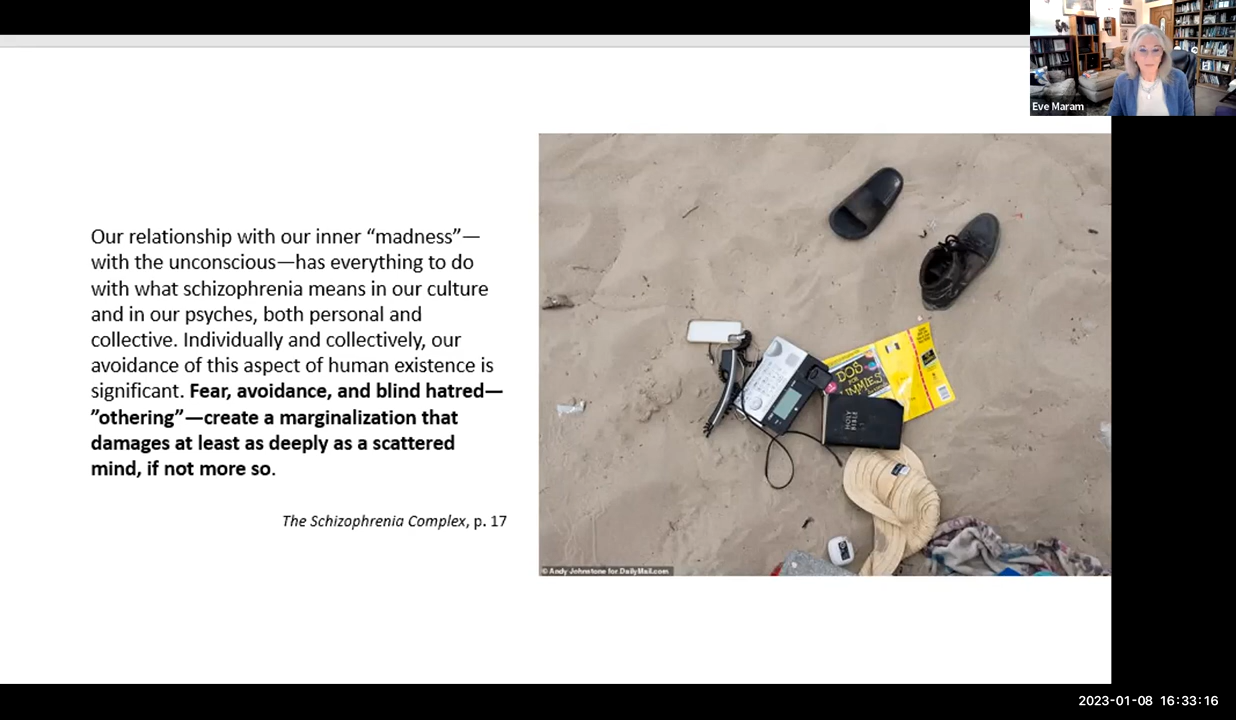 Eve Maram
Our relationship with our inner “madness”—
with the unconscious—has everything to do
with what schizophrenia means in our culture
and in our psyches, both personal and
collective. Individually and collectively, our
avoidance of this aspect of human existence is
significant. Fear, avoidance, and blind hatred—
”othering”—create a marginalization that
damages at least as deeply as a scattered
mind, if not more so.
The Schizophrenia Complex, p. 17
DOS
FOR
DUMMIES
HOLY
BIBLE
© Andy Johnstone for DailyMail.com
2023-01-08 16:33:16